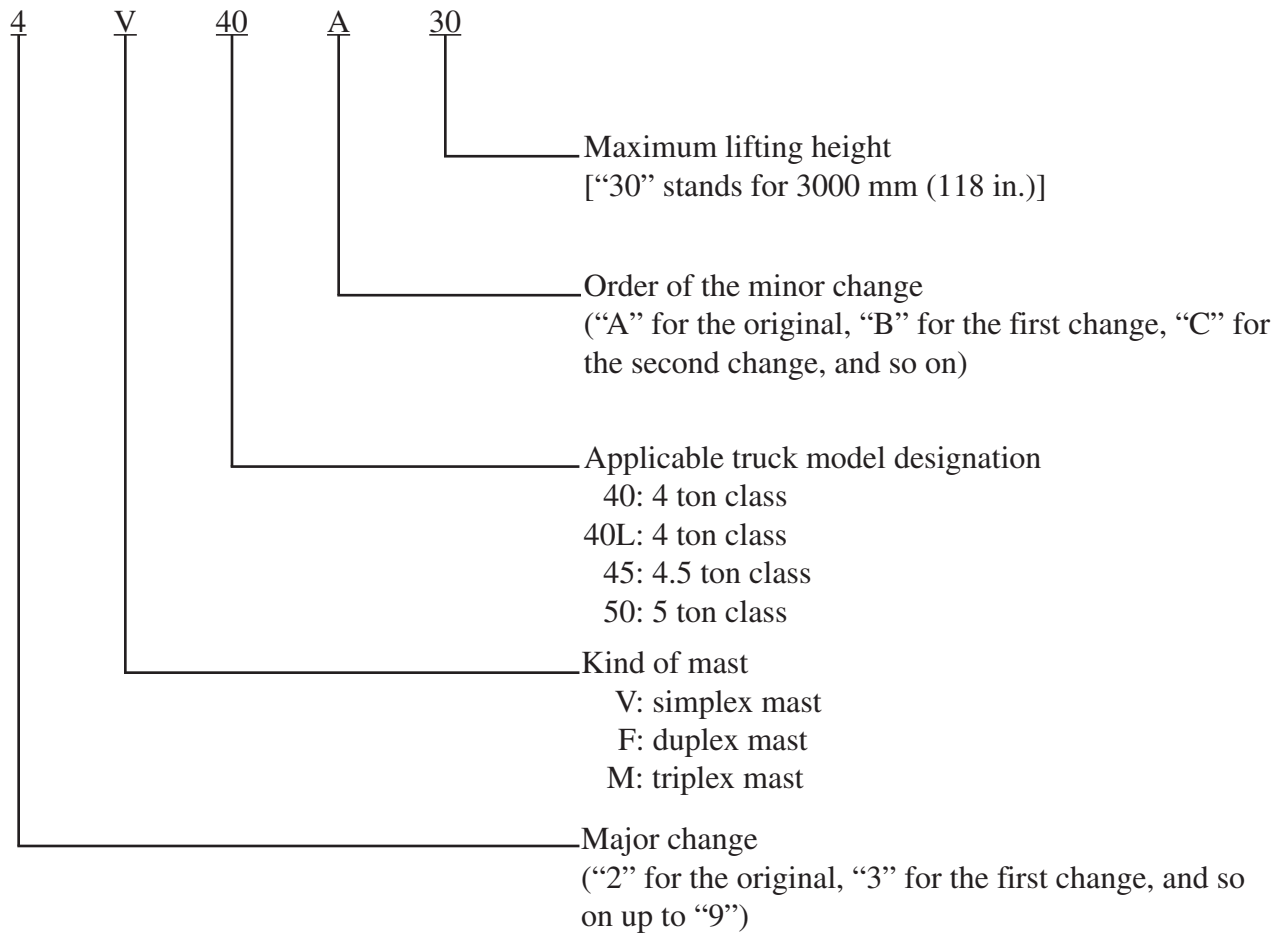 4 V 40 A 30
Maximum lifting height
[“30” stands for 3000 mm (118 in.)]
Order of the minor change
(“A” for the original, “B” for the first change, “C” for
the second change, and so on)
Applicable truck model designation
40: 4 ton class
40L: 4 ton class
45: 4.5 ton class
50: 5 ton class
Kind of mast
V: simplex mast
F: duplex mast
M: triplex mast
Major change
(“2” for the original, “3” for the first change, and so
on up to “9”)